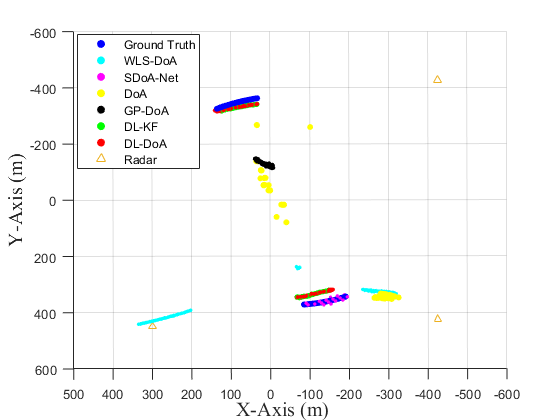 -600
-400
-200
0
200
400
600
Y-Axis (m)
Ground Truth
WLS-DoA
SDoA-Net
DoA
GP-DoA
DL-KF
DL-DoA
Radar
500 400 300 200 100 0 -100 -200 -300 -400 -500 -600
X-Axis (m)